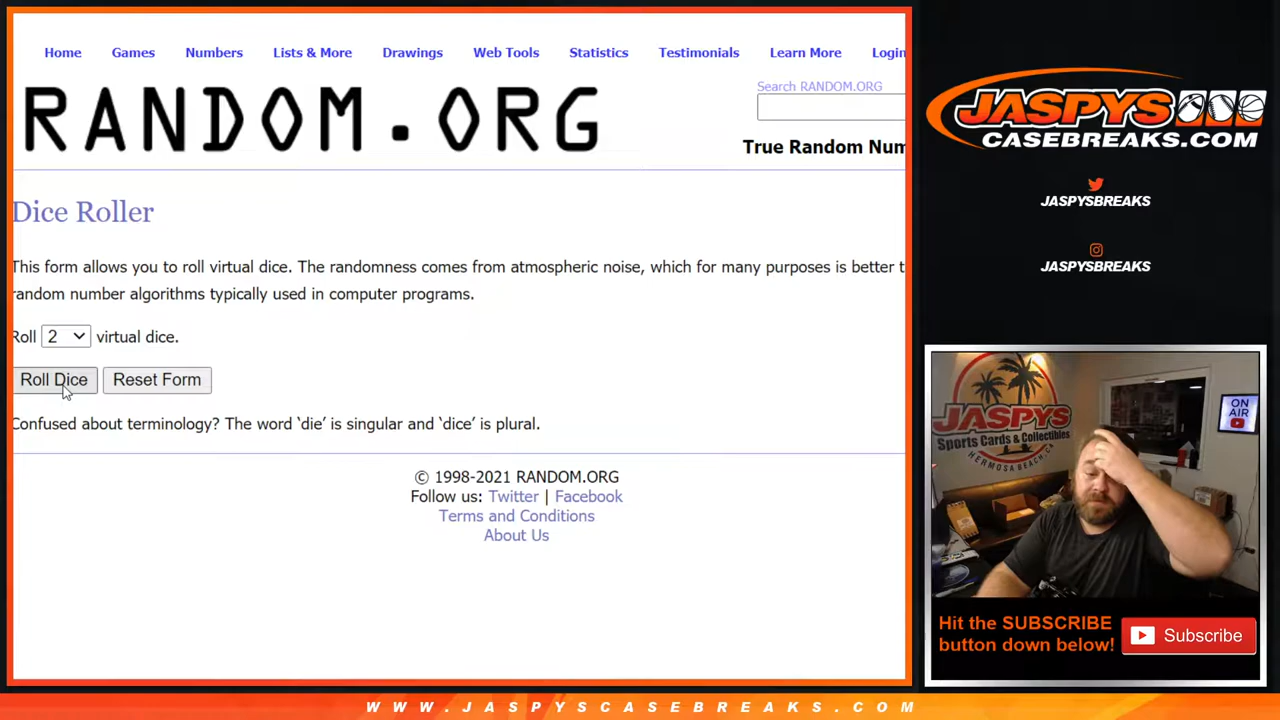 Home Games Numbers Lists & More Drawings Web Tools Statistics Testimonials Learn More Login
Search RANDOM.ORG
RANDOM.ORG
True Random Num
Dice Roller
This form allows you to roll virtual dice. The randomness comes from atmospheric noise, which for many purposes is better t
random number algorithms typically used in computer programs.
Roll 2 virtual dice.
Roll Dice Reset Form
Confused about terminology? The word ‘die’ is singular and ‘dice’ is plural.
© 1998-2021 RANDOM.ORG
Follow us: Twitter | Facebook
Terms and Conditions
About Us
JASPYS
CASEBREAKS.COM
JASPYSBREAKS
JASPYSBREAKS
JASPYS
Sports Cards & Collectibles
HERMOSA BEACH, CA
ON
AIR
Hit the SUBSCRIBE
button down below!
Subscribe
WWW.JASPYSCASEBREAKS.COM